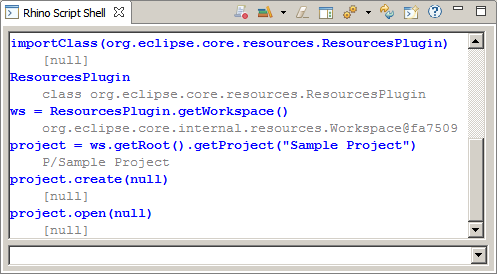 Rhino Script Shell
importClass(org.eclipse.core.resources.ResourcesPlugin)
[null]
ResourcesPlugin
class org.eclipse.core.resources.ResourcesPlugin
ws = ResourcesPlugin.getWorkspace()
org.eclipse.core.internal.resources.Workspace@fa7509
project = ws.getRoot().getProject("Sample Project")
P/Sample Project
project.create(null)
[null]
project.open(null)
[null]